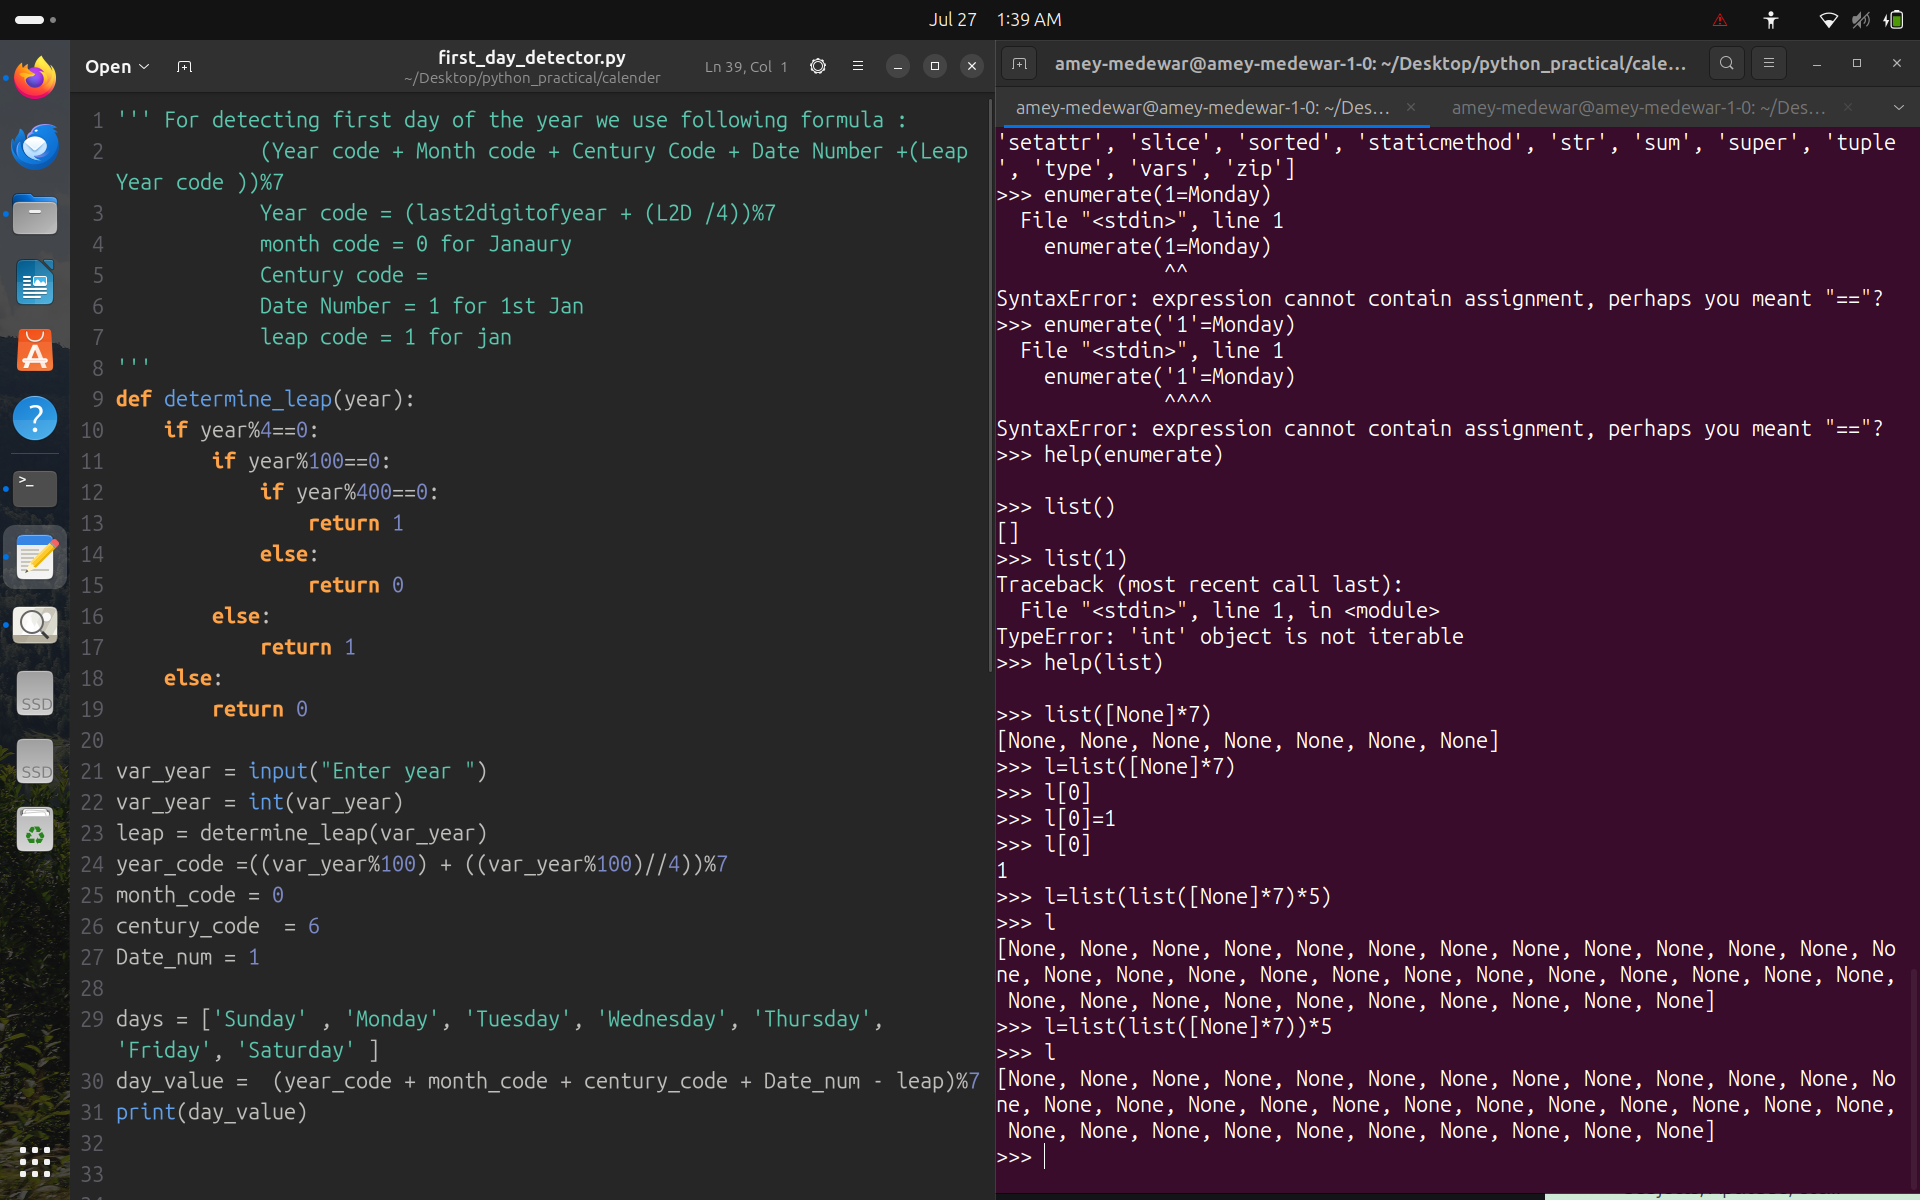 Jul 27 1:39 AM
Open
first_day_detector.py
~/Desktop/python_practical/calender
Ln 39, Col 1
1 ''' For detecting first day of the year we use following formula :
2 (Year code + Month code + Century Code + Date Number +(Leap
Year code ))%7
3 Year code = (last2digitofyear + (L2D /4))%7
4 month code = 0 for Janaury
5 Century code =
6 Date Number = 1 for 1st Jan
7 leap code = 1 for jan
8 '''
9 def determine_leap(year):
10 if year%4==0:
11 if year%100==0:
12 if year%400==0:
13 return 1
14 else:
15 return 0
16 else:
17 return 1
18 else:
19 return 0
20
21 var_year = input("Enter year ")
22 var_year = int(var_year)
23 leap = determine_leap(var_year)
24 year_code =((var_year%100) + ((var_year%100)//4))%7
25 month_code = 0
26 century_code  = 6
27 Date_num = 1
28
29 days = ['Sunday' , 'Monday', 'Tuesday', 'Wednesday', 'Thursday',
'Friday', 'Saturday' ]
30 day_value =  (year_code + month_code + century_code + Date_num - leap)%7
31 print(day_value)
32
33
SSD
SSD
amey-medewar@amey-medewar-1-0: ~/Desktop/python_practical/cale...
amey-medewar@amey-medewar-1-0: ~/Des...
amey-medewar@amey-medewar-1-0: ~/Des...
'setattr', 'slice', 'sorted', 'staticmethod', 'str', 'sum', 'super', 'tuple
', 'type', 'vars', 'zip']
>>> enumerate(1=Monday)
File "<stdin>", line 1
enumerate(1=Monday)
^^
SyntaxError: expression cannot contain assignment, perhaps you meant "=="?
>>> enumerate('1'=Monday)
File "<stdin>", line 1
enumerate('1'=Monday)
^^^^
SyntaxError: expression cannot contain assignment, perhaps you meant "=="?
>>> help(enumerate)
>>> list()
[]
>>> list(1)
Traceback (most recent call last):
File "<stdin>", line 1, in <module>
TypeError: 'int' object is not iterable
>>> help(list)
>>> list([None]*7)
[None, None, None, None, None, None, None]
>>> l=list([None]*7)
>>> l[0]
>>> l[0]=1
>>> l[0]
1
>>> l=list(list([None]*7)*5)
>>> l
[None, None, None, None, None, None, None, None, None, None, None, None, No
ne, None, None, None, None, None, None, None, None, None, None, None, None,
None, None, None, None, None, None, None, None, None, None]
>>> l=list(list([None]*7))*5
>>> l
[None, None, None, None, None, None, None, None, None, None, None, None, No
ne, None, None, None, None, None, None, None, None, None, None, None, None,
None, None, None, None, None, None, None, None, None, None]
>>>